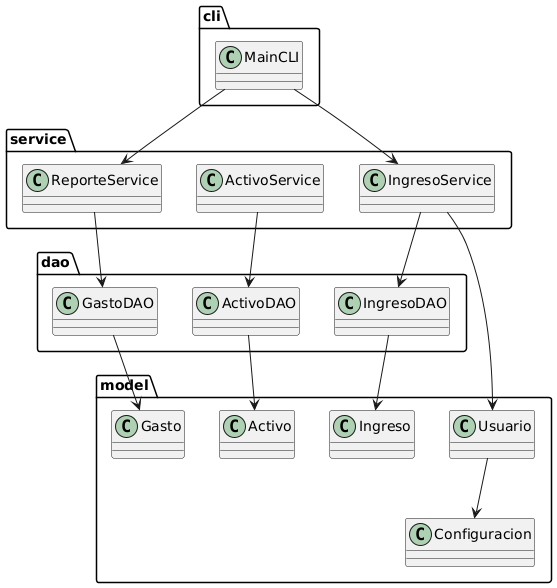 cli
C MainCLI
service
C ReporteService
C ActivoService
C IngresoService
dao
C GastoDAO
C ActivoDAO
C IngresoDAO
model
C Gasto
C Activo
C Ingreso
C Usuario
C Configuracion